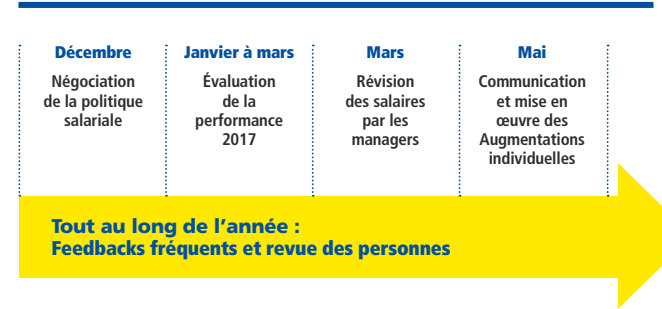 Décembre
Négociation
de la politique
salariale
Janvier à mars
Évaluation
de la
performance
2017
Mars
Révision
des salaires
par les
managers
Mai
Communication
et mise en
œuvre des
Augmentations
individuelles
Tout au long de l’année :
Feedbacks fréquents et revue des personnes